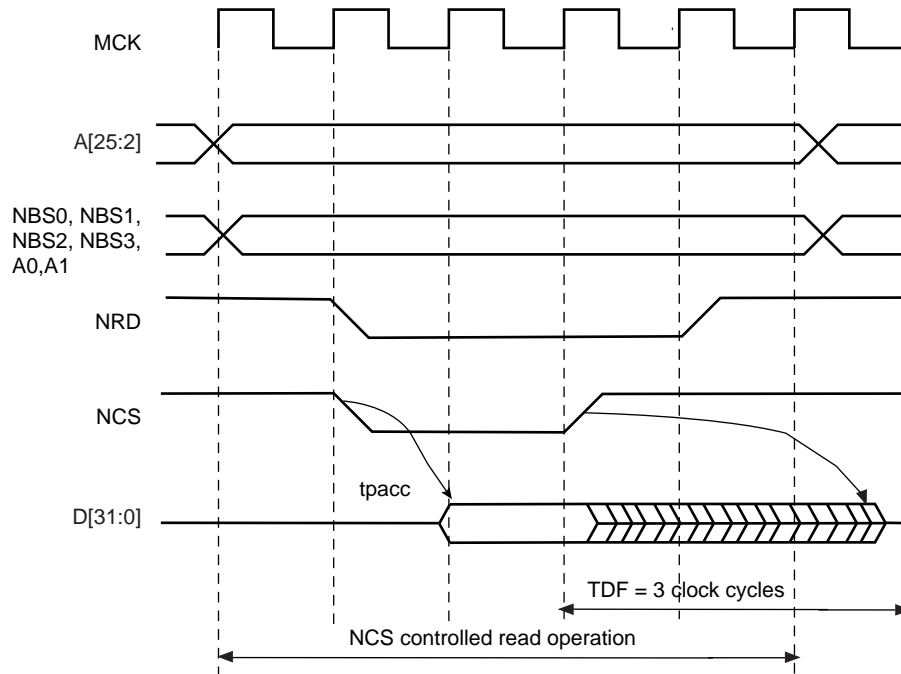 MCK
A[25:2]
NBS0, NBS1,
NBS2, NBS3,
A0,A1
NRD
NCS
tpacc
D[31:0]
TDF = 3 clock cycles
NCS controlled read operation